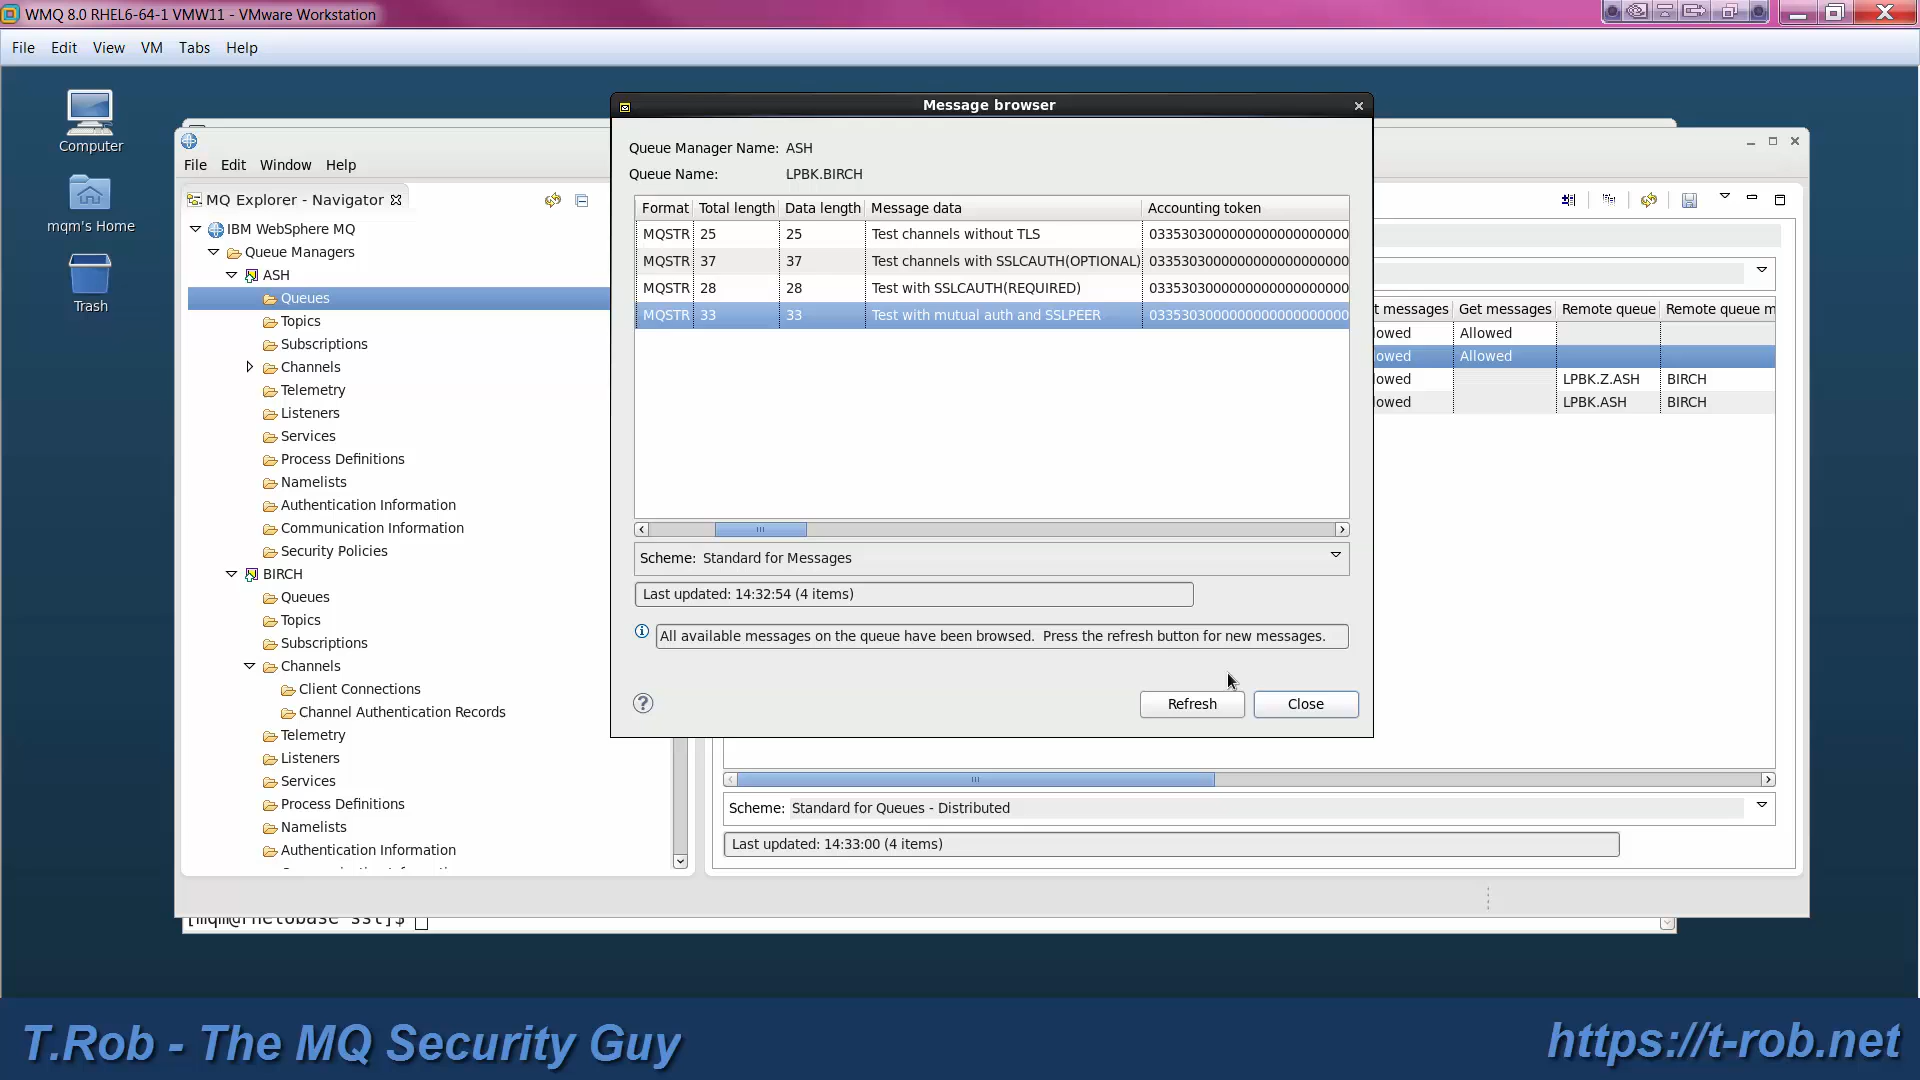 WMQ 8.0 RHEL6-64-1 VMW11 - VMware Workstation
File Edit View VM Tabs Help
Computer
mqm's Home
Trash
File Edit Window Help
MQ Explorer - Navigator
IBM WebSphere MQ
Queue Managers
ASH
Queues
Topics
Subscriptions
Channels
Telemetry
Listeners
Services
Process Definitions
Namelists
Authentication Information
Communication Information
Security Policies
BIRCH
Queues
Topics
Subscriptions
Channels
Client Connections
Channel Authentication Records
Telemetry
Listeners
Services
Process Definitions
Namelists
Authentication Information
Message browser
Queue Manager Name: ASH
Queue Name: LPBK.BIRCH
Format Total length Data length Message data Accounting token
MQSTR 25 25 Test channels without TLS 0335303000000000000000000
MQSTR 37 37 Test channels with SSLCAUTH(OPTIONAL) 0335303000000000000000000
MQSTR 28 28 Test with SSLCAUTH(REQUIRED) 0335303000000000000000000
MQSTR 33 33 Test with mutual auth and SSLPEER 0335303000000000000000000
Scheme: Standard for Messages
Last updated: 14:32:54 (4 items)
All available messages on the queue have been browsed. Press the refresh button for new messages.
Refresh Close
t messages Get messages Remote queue Remote queue m
lowed Allowed
lowed Allowed
lowed LPBK.Z.ASH BIRCH
lowed LPBK.ASH BIRCH
Scheme: Standard for Queues - Distributed
Last updated: 14:33:00 (4 items)
T.Rob - The MQ Security Guy
https://t-rob.net